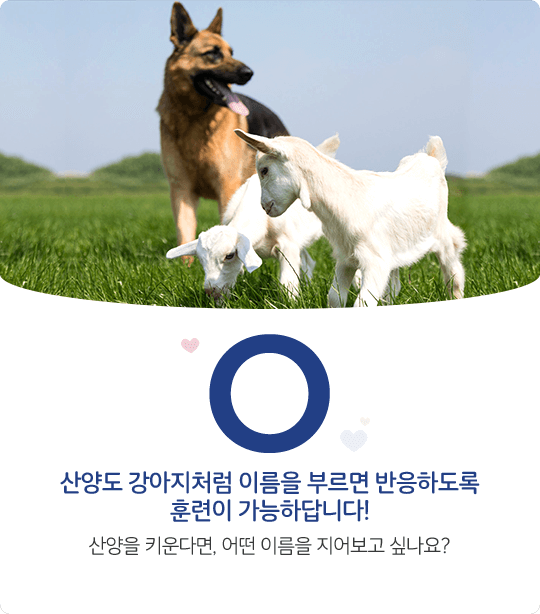 산양도 강아지처럼 이름을 부르면 반응하도록
훈련이 가능하답니다!
산양을 키운다면, 어떤 이름을 지어보고 싶나요?